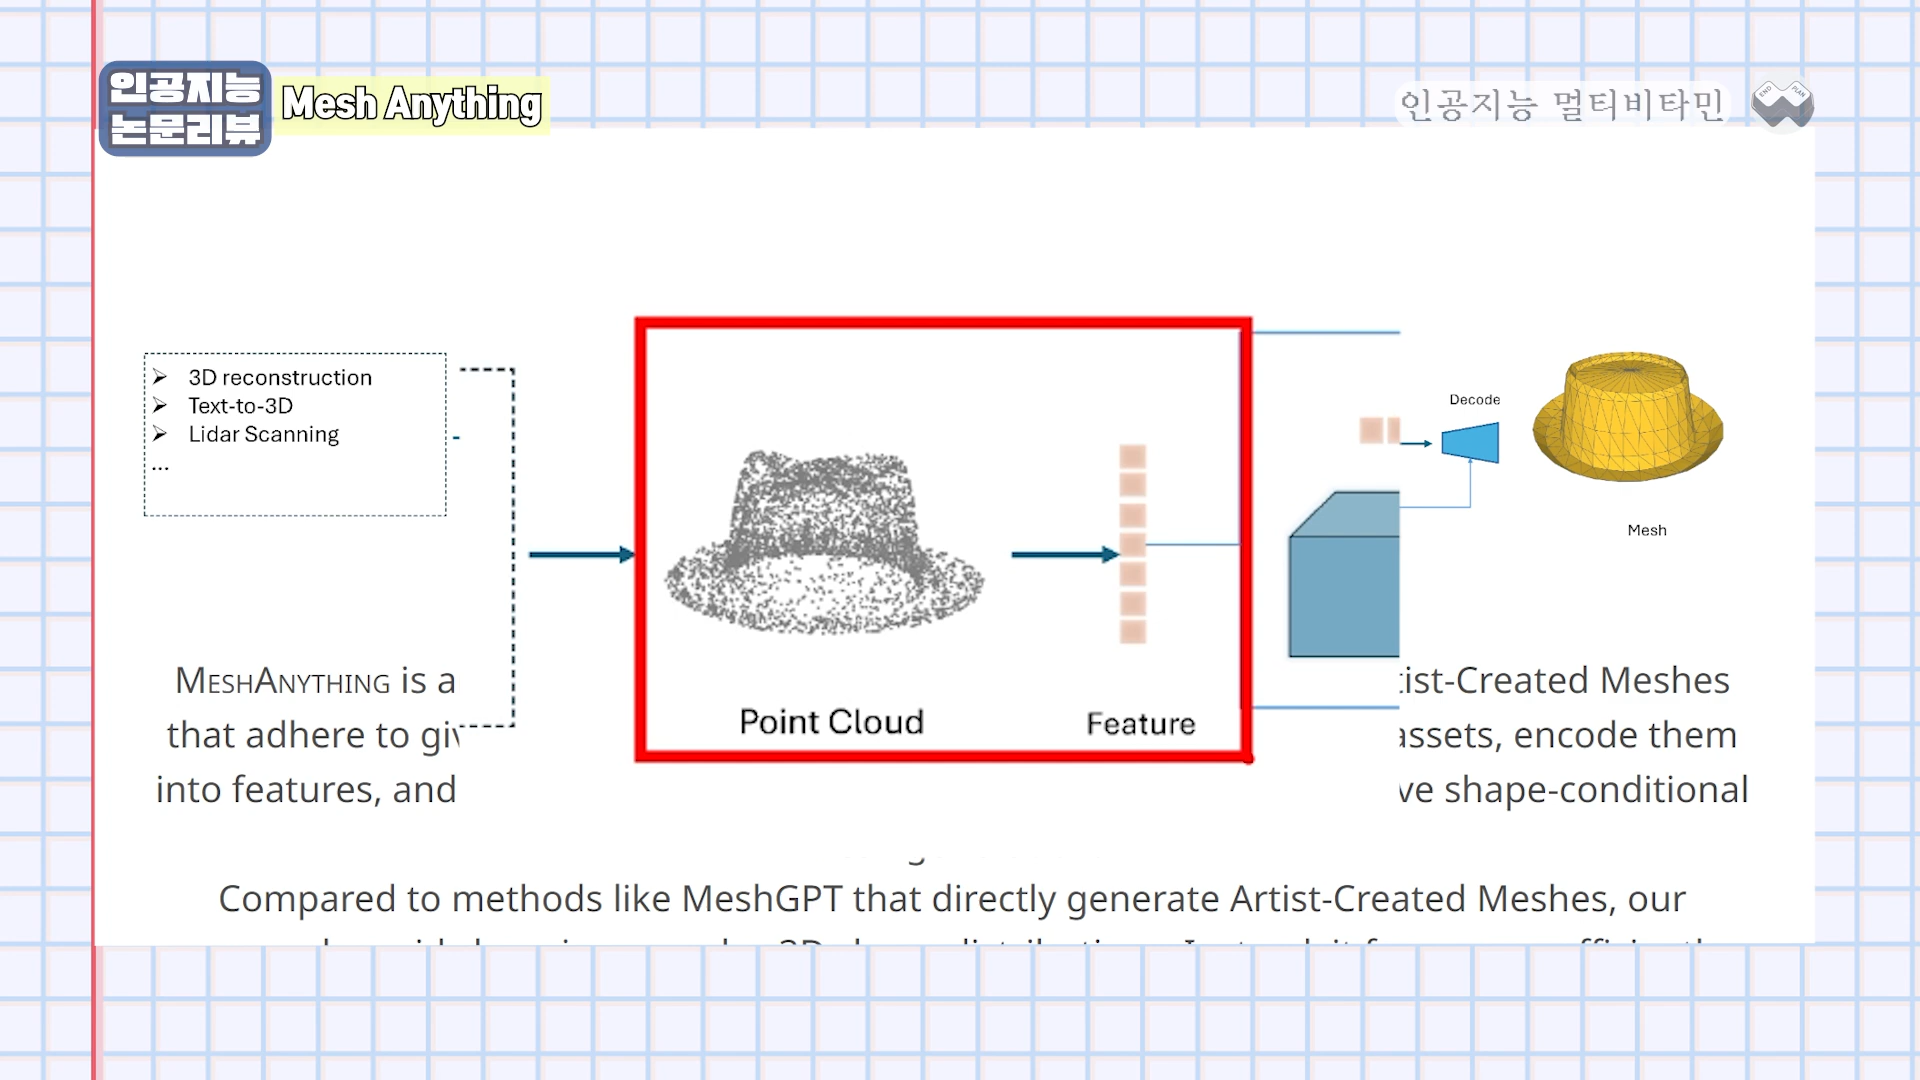 인공지능
논문리뷰
Mesh Anything
인공지능 멀티비타민
END PLAN
3D reconstruction
Text-to-3D
Lidar Scanning
...
Decode
Mesh
Point Cloud
Feature
MESHANYTHING is a
ist-Created Meshes
that adhere to
assets, encode them
into features, and
ve shape-conditional
Compared to methods like MeshGPT that directly generate Artist-Created Meshes, our